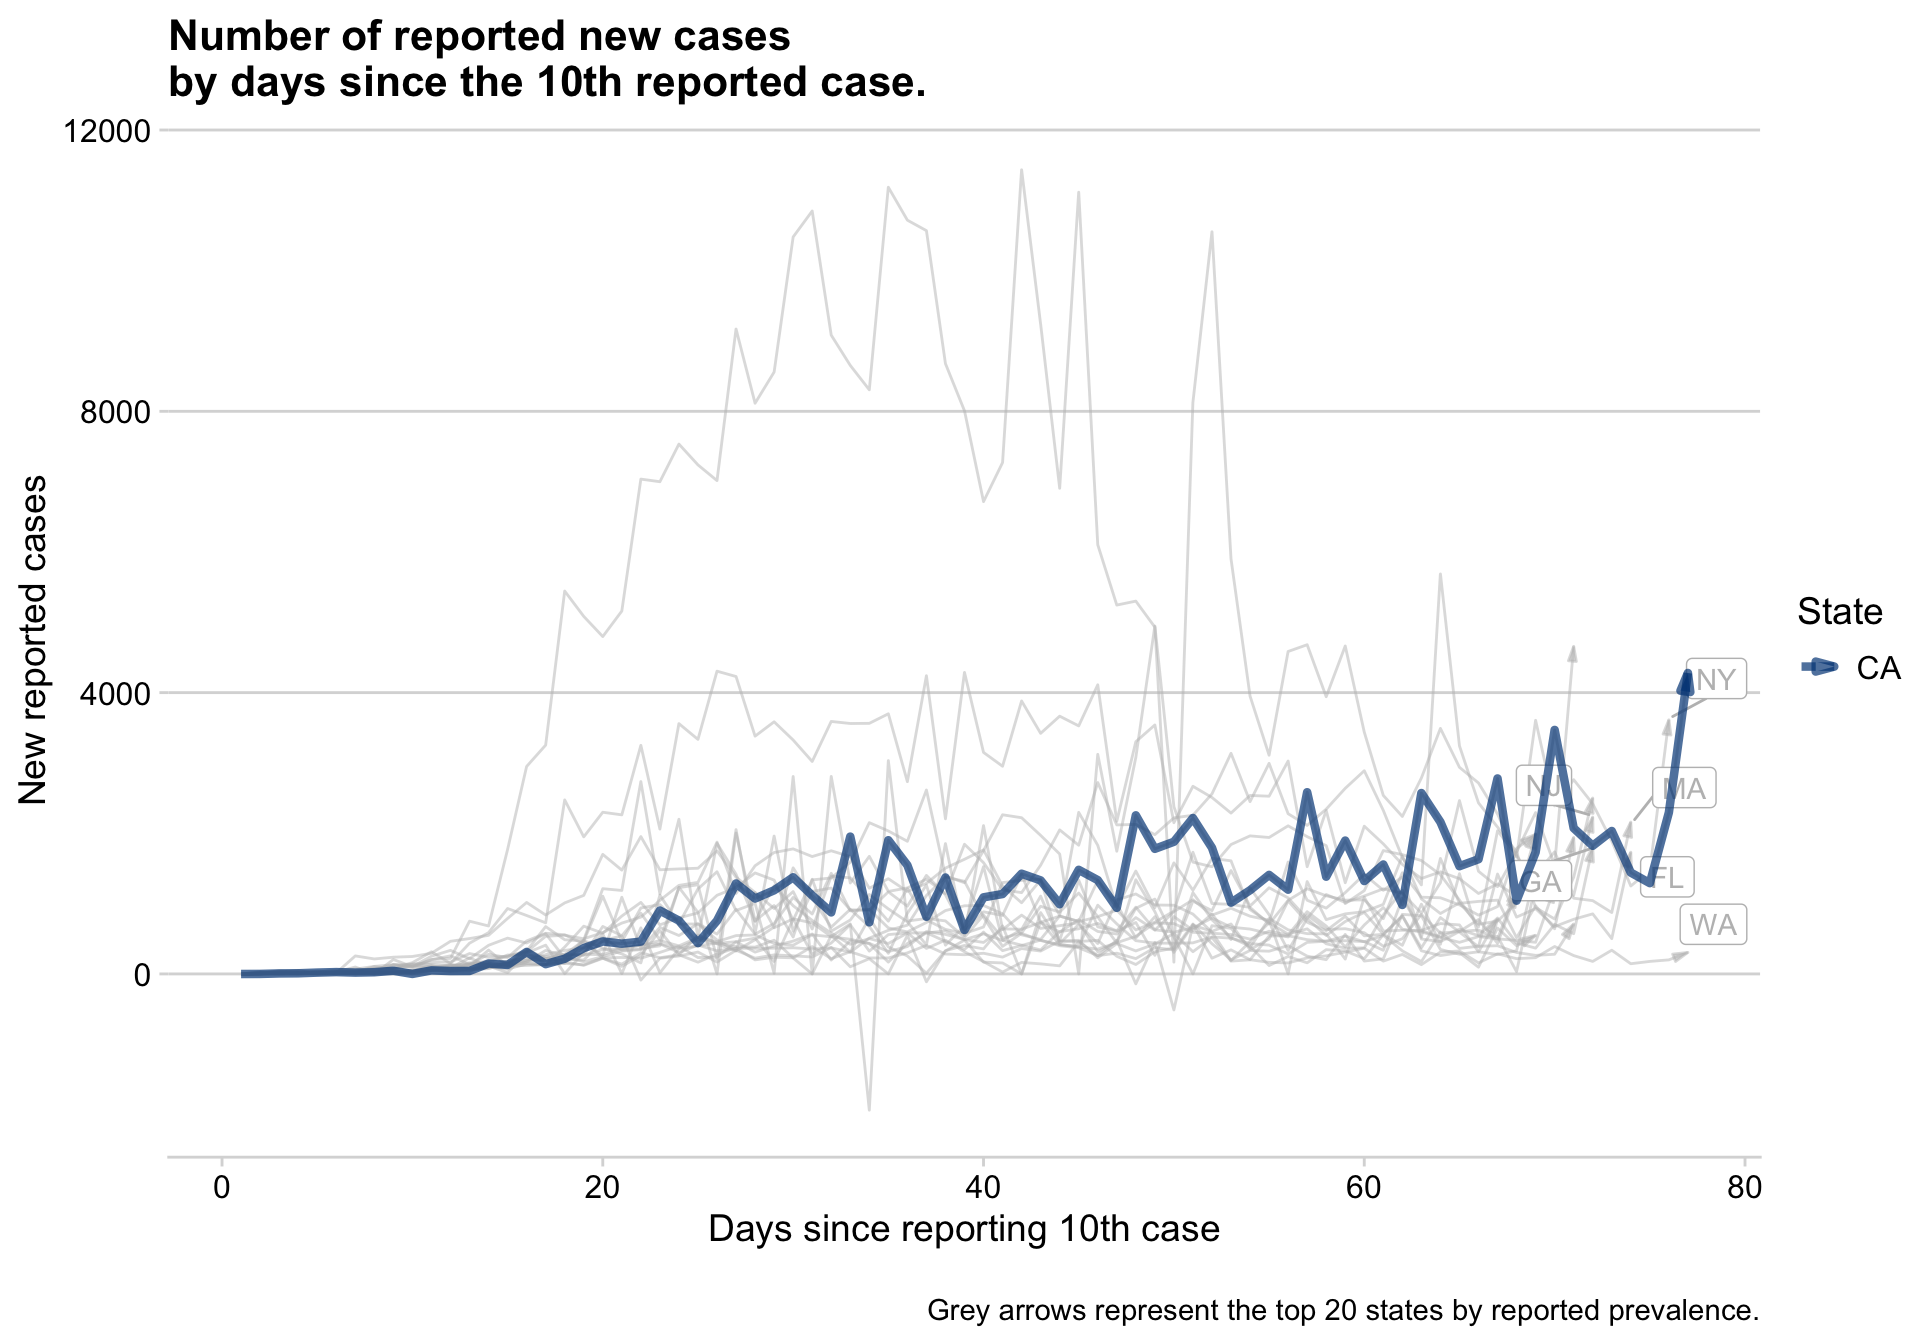 Number of reported new cases
by days since the 10th reported case.
12000
8000
4000
0
New reported cases
NY
NJ
MA
GA
FL
WA
State
CA
0 20 40 60 80
Days since reporting 10th case
Grey arrows represent the top 20 states by reported prevalence.